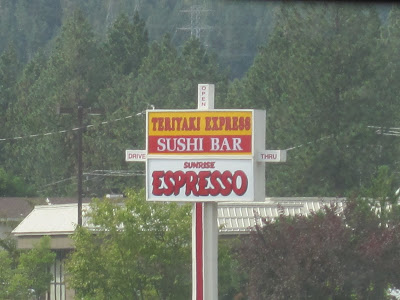 OPEN
TERIYAKI EXPRESS
SUSHI BAR
DRIVE THRU
SUNRISE
ESPRESSO